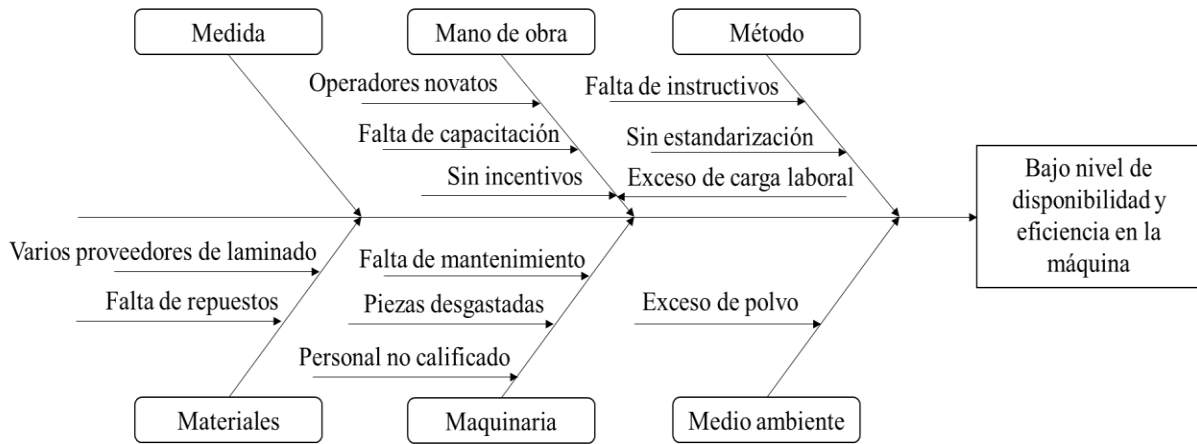 Medida
Mano de obra
Método
Operadores novatos
Falta de instructivos
Falta de capacitación
Sin estandarización
Sin incentivos
Exceso de carga laboral
Bajo nivel de
disponibilidad y
eficiencia en la
máquina
Varios proveedores de laminado
Falta de mantenimiento
Falta de repuestos
Piezas desgastadas
Exceso de polvo
Personal no calificado
Materiales
Maquinaria
Medio ambiente